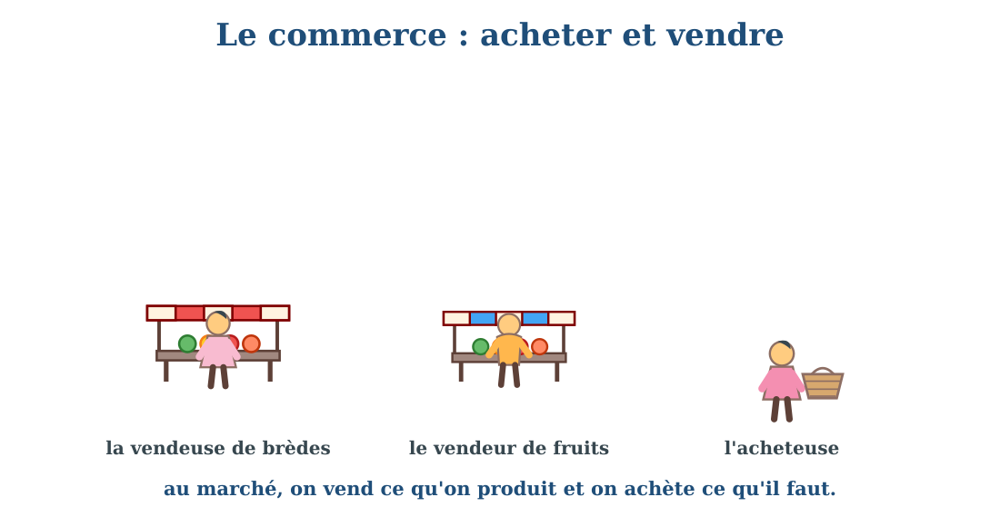 Le commerce : acheter et vendre
la vendeuse de brèdes
le vendeur de fruits
l'acheteuse
au marché, on vend ce qu'on produit et on achète ce qu'il faut.